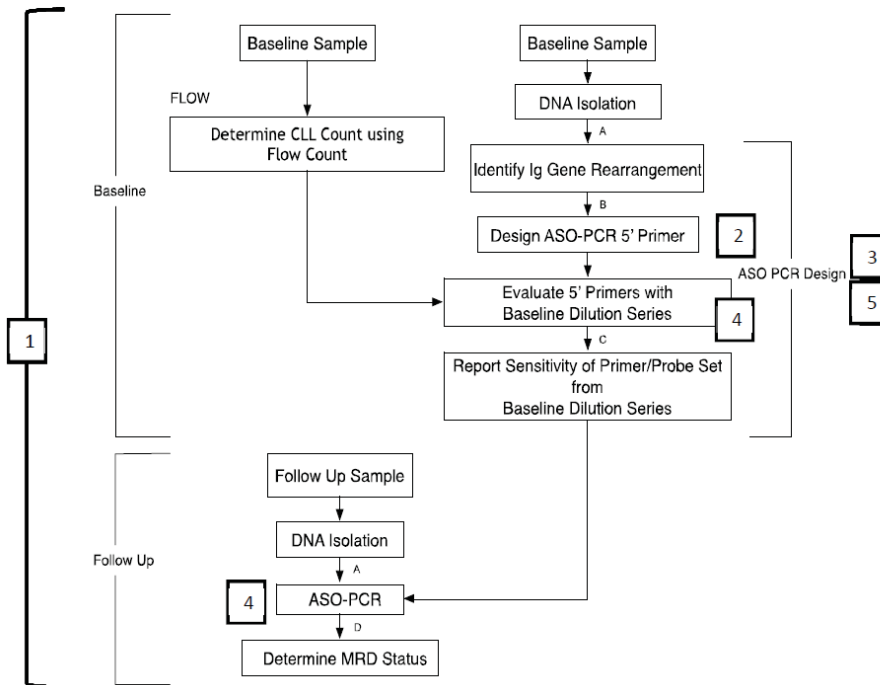 Baseline Sample
Baseline Sample
FLOW
DNA Isolation
A
Determine CLL Count using
Flow Count
Identify Ig Gene Rearrangement
Baseline
B
Design ASO-PCR 5' Primer
2
3
ASO PCR Design
Evaluate 5' Primers with
Baseline Dilution Series
5
4
1
C
Report Sensitivity of Primer/Probe Set
from
Baseline Dilution Series
Follow Up Sample
DNA Isolation
Follow Up
A
4
ASO-PCR
D
Determine MRD Status